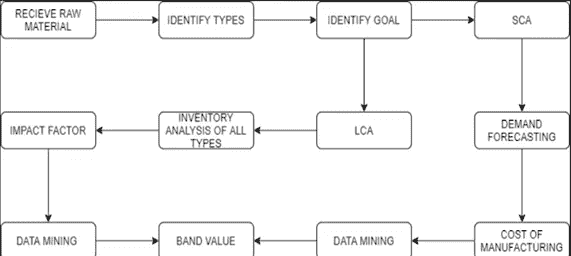 RECIEVE RAW
MATERIAL
IDENTIFY TYPES
IDENTIFY GOAL
SCA
IMPACT FACTOR
INVENTORY
ANALYSIS OF ALL
TYPES
LCA
DEMAND
FORECASTING
DATA MINING
BAND VALUE
DATA MINING
COST OF
MANUFACTURING